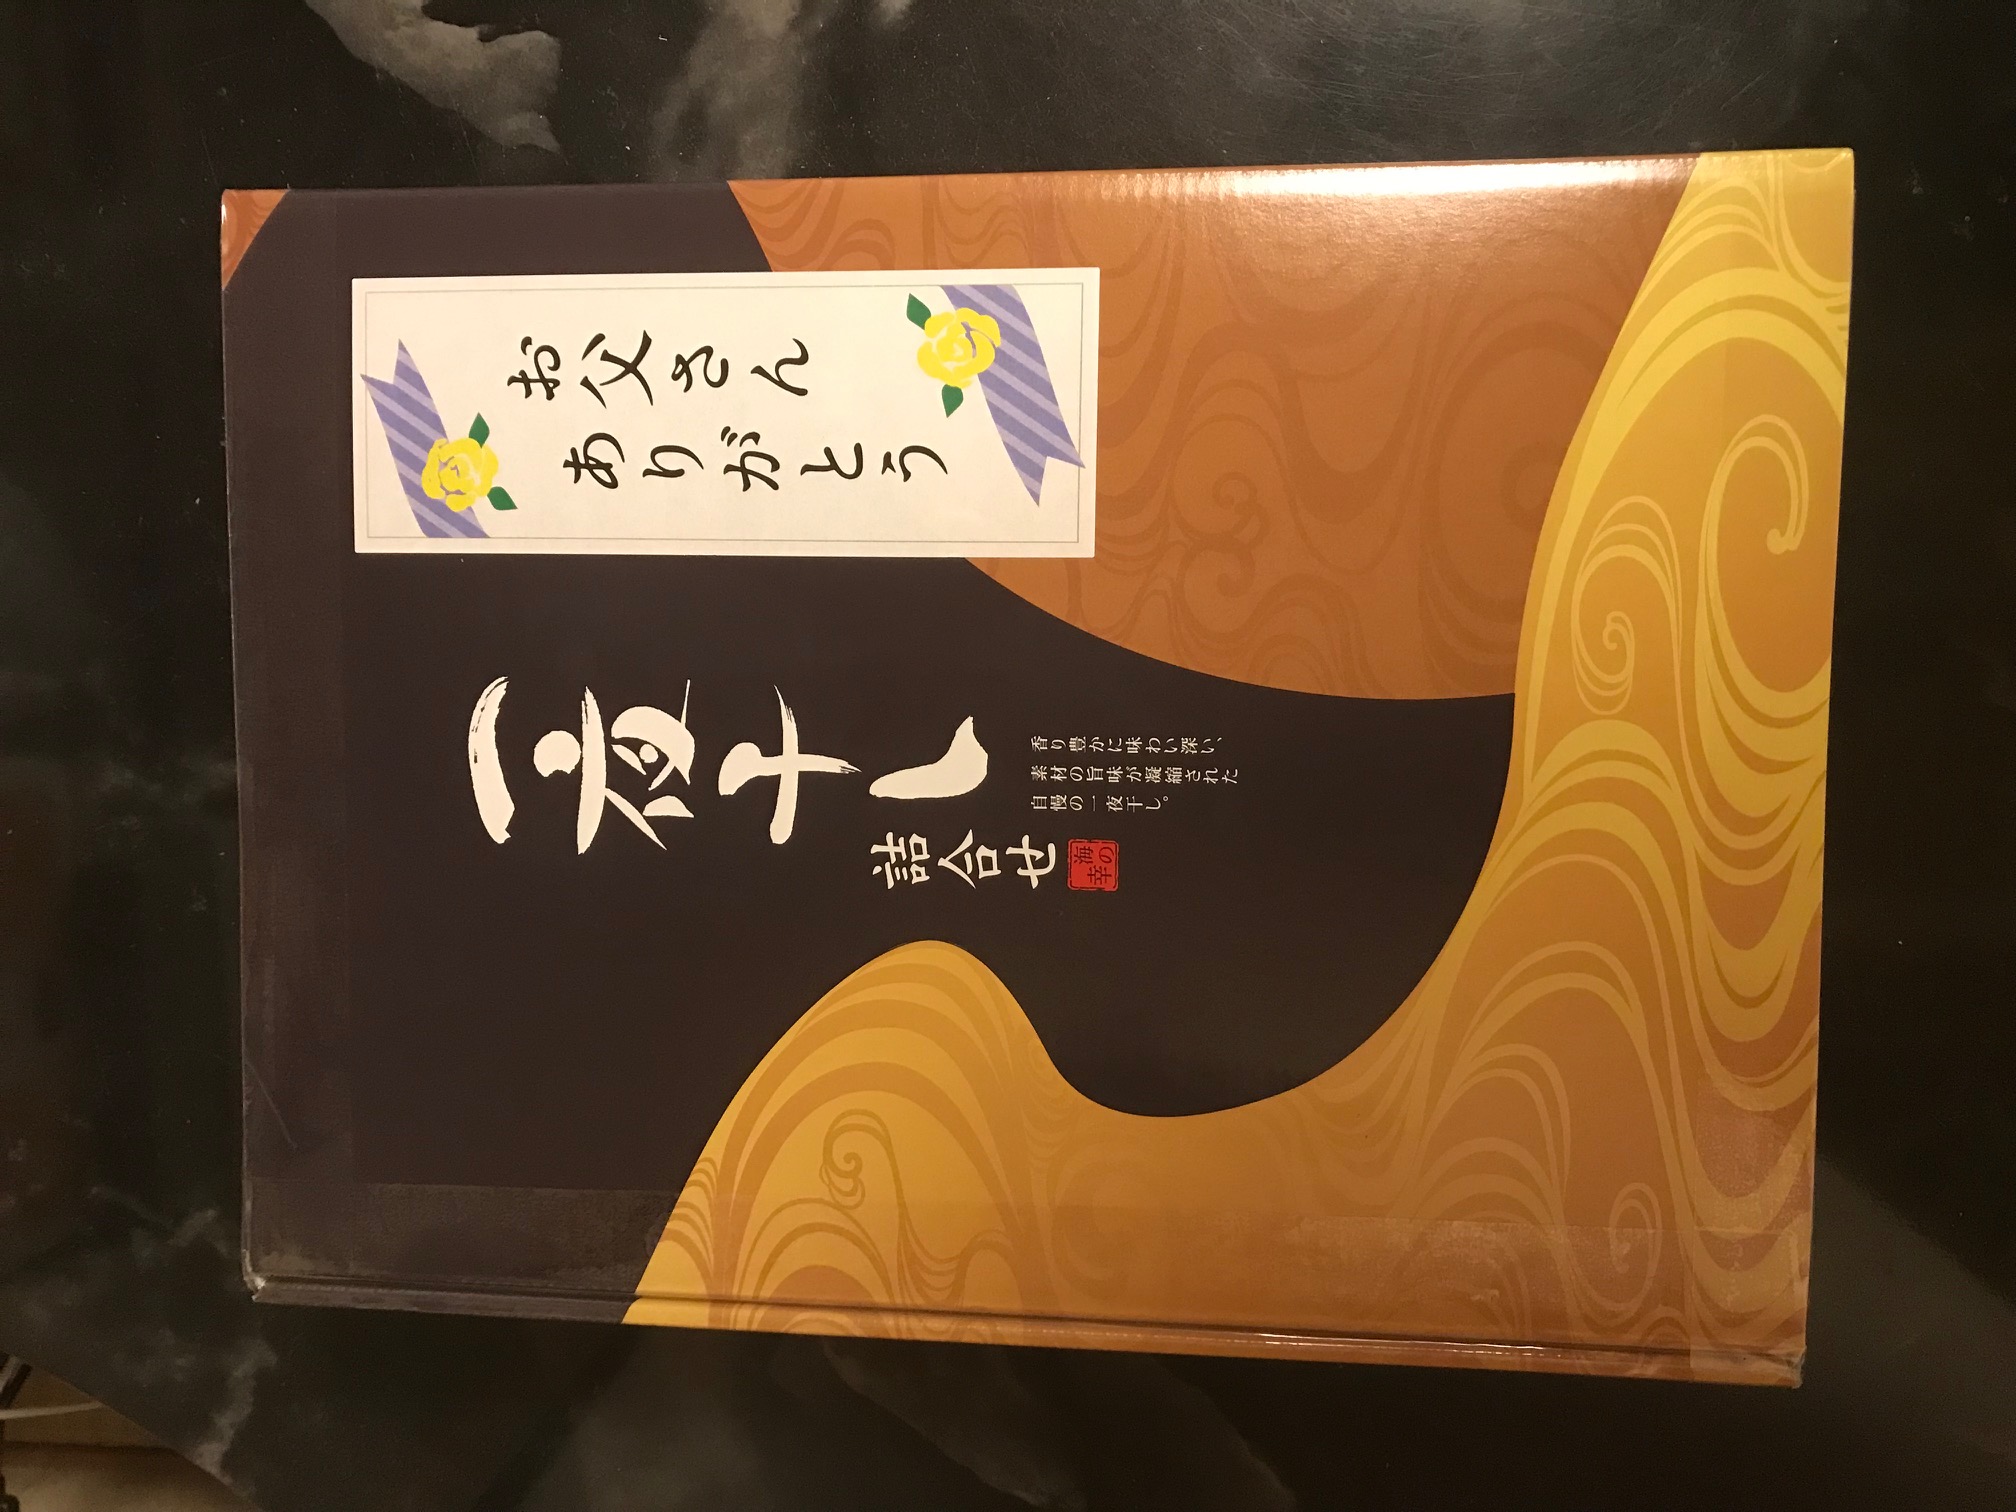 お父さん
ありがとう
一夜干し
詰合せ
海の幸
香り豊かに味わい深い、
素材の旨味が凝縮された
自慢の一夜干し。